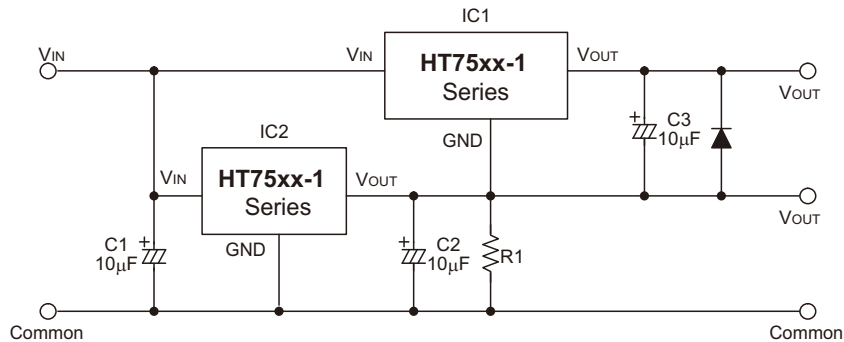 IC1
VIN
VIN
HT75xx-1
Series
VOUT
VOUT
GND
C3
10μF
IC2
VIN
HT75xx-1
Series
VOUT
VOUT
GND
C1
10μF
C2
10μF
R1
Common
Common